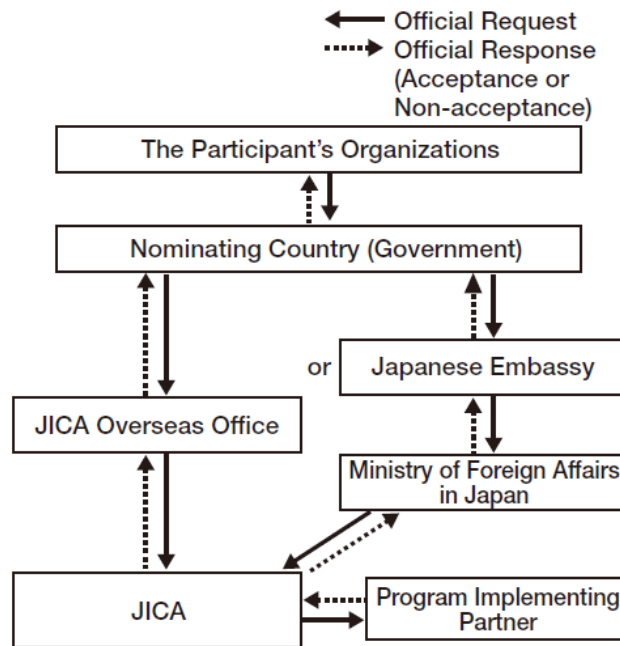 Official Request
Official Response
(Acceptance or
Non-acceptance)
The Participant's Organizations
Nominating Country (Government)
or
Japanese Embassy
JICA Overseas Office
Ministry of Foreign Affairs
in Japan
JICA
Program Implementing
Partner